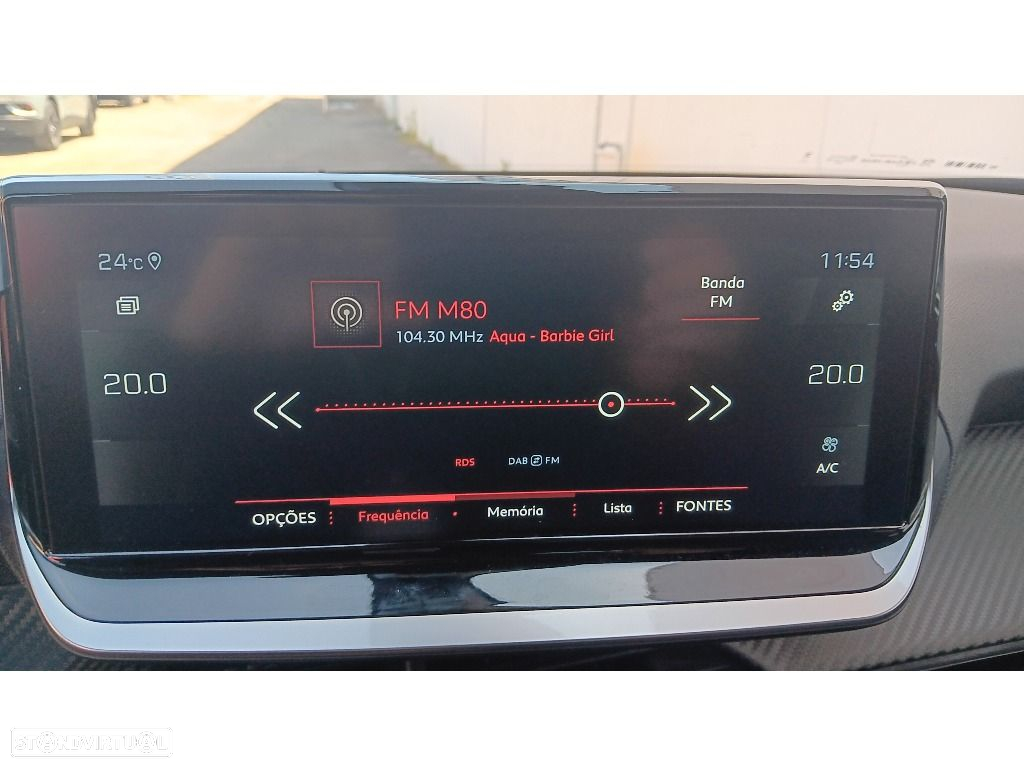 24°C
11:54
Banda
FM
FM M80
104.30 MHz Aqua - Barbie Girl
20.0
20.0
RDS
DAB FM
A/C
OPÇÕES
Frequência
Memória
Lista
FONTES
STANDVIRTUAL